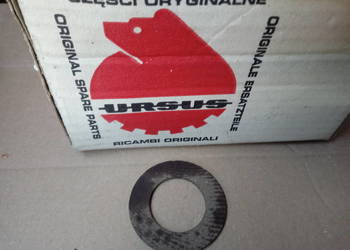 CZĘŚCI ORYGINALNE
ORIGINAL SPARE PARTS
ORIGINALE ERSATZTEILE
URSUS
RICAMBI ORIGINALI